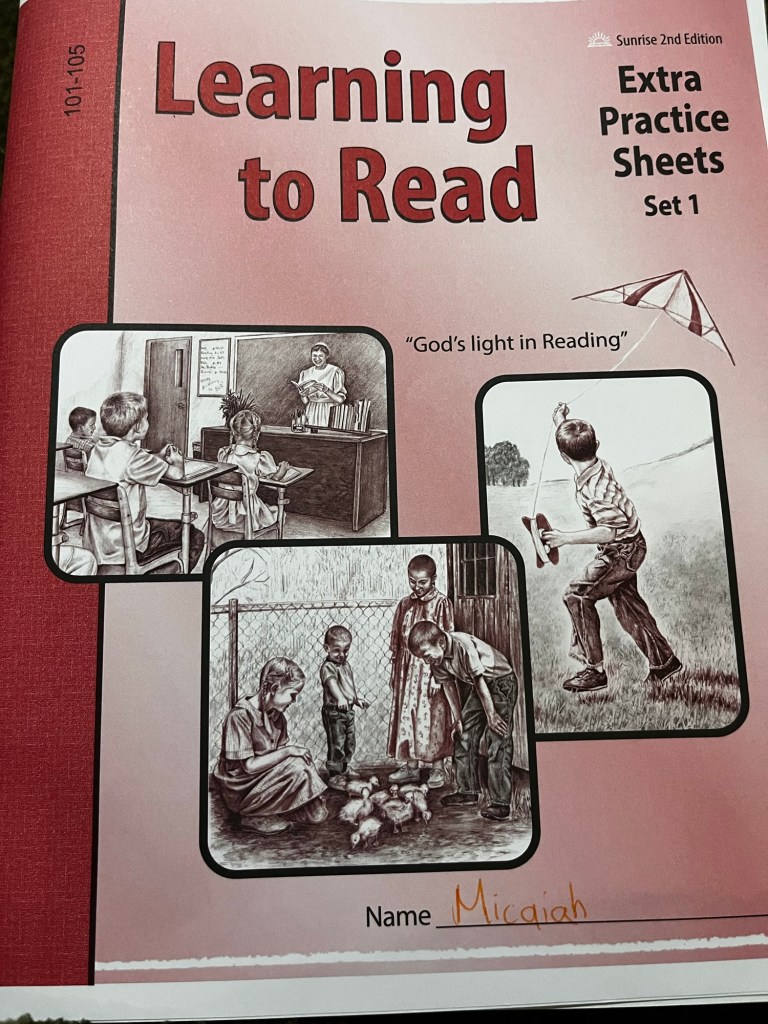 101-105
Sunrise 2nd Edition
Learning
to Read
Extra
Practice
Sheets
Set 1
"God's light in Reading"
Name Micaiah